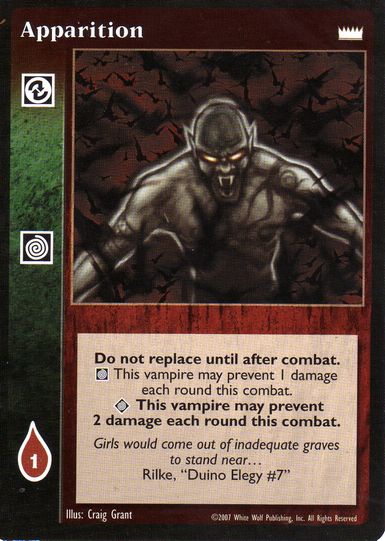 Apparition
Do not replace until after combat.
This vampire may prevent 1 damage
each round this combat.
This vampire may prevent
2 damage each round this combat.
Girls would come out of inadequate graves
to stand near…
Rilke, “Duino Elegy #7”
1
Illus: Craig Grant
©2007 White Wolf Publishing, Inc. All Rights Reserved